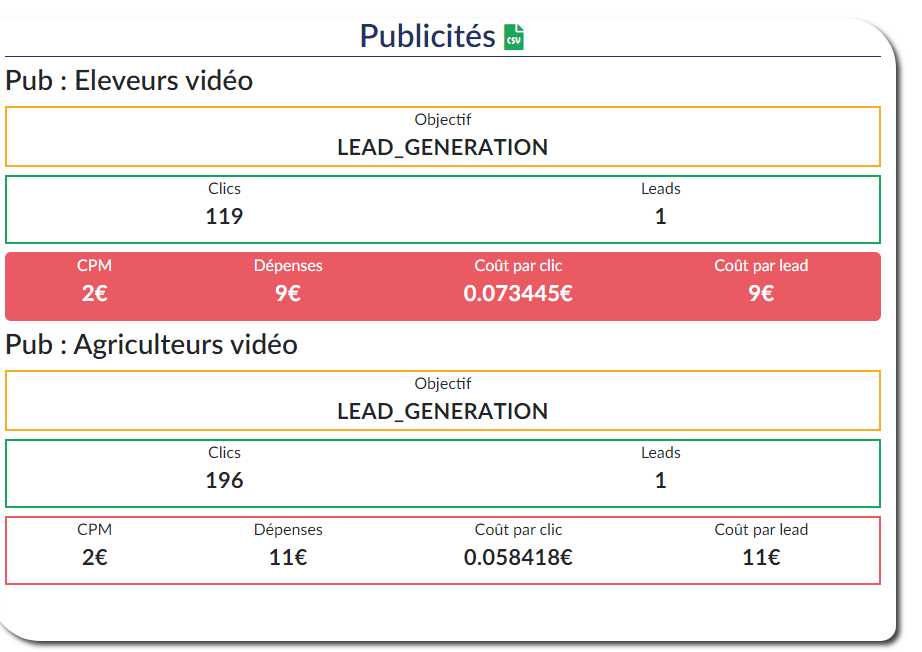 Publicités CSV
Pub : Eleveurs vidéo
Objectif
LEAD_GENERATION
Clics Leads
119 1
CPM Dépenses Coût par clic Coût par lead
2€ 9€ 0.073445€ 9€
Pub : Agriculteurs vidéo
Objectif
LEAD_GENERATION
Clics Leads
196 1
CPM Dépenses Coût par clic Coût par lead
2€ 11€ 0.058418€ 11€